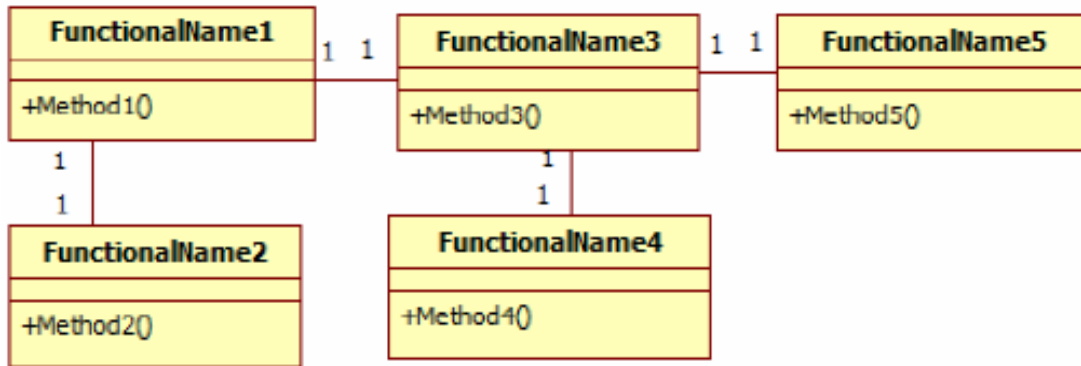 FunctionalName1
+Method1()
1 1
FunctionalName3
+Method3()
1 1
FunctionalName5
+Method5()
1
1
FunctionalName2
+Method2()
1
1
FunctionalName4
+Method4()